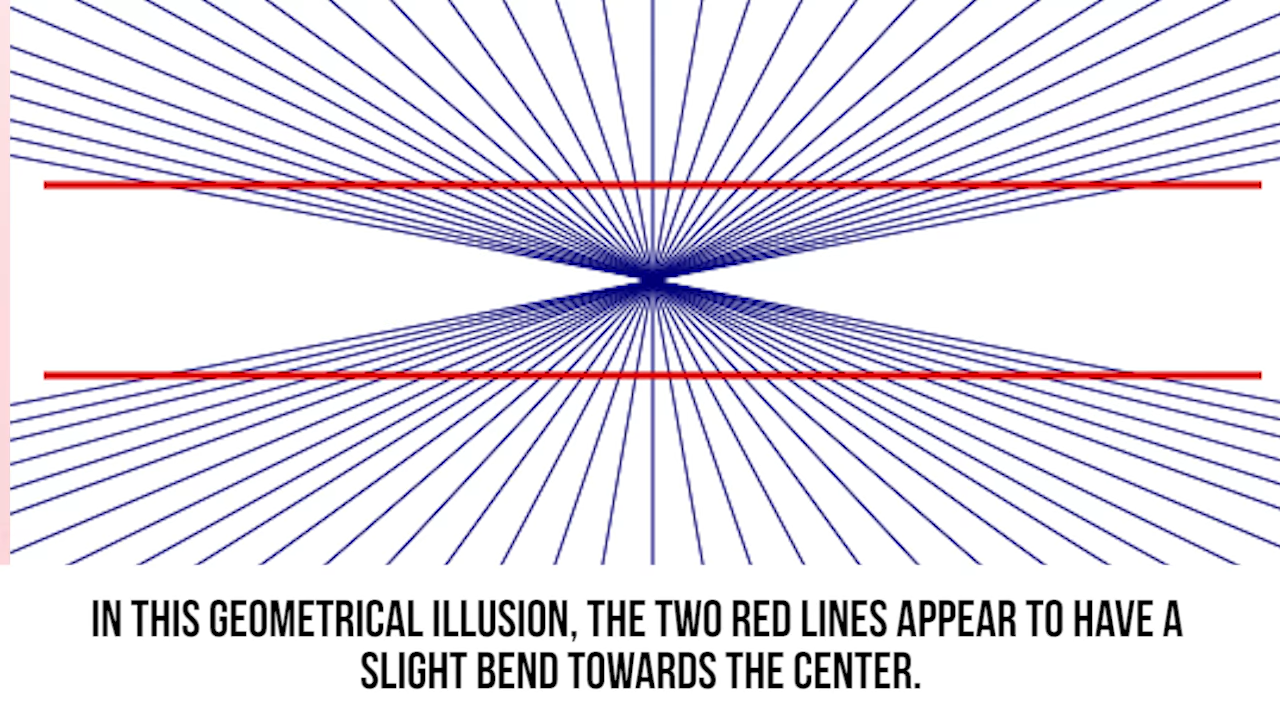 IN THIS GEOMETRICAL ILLUSION, THE TWO RED LINES APPEAR TO HAVE A
SLIGHT BEND TOWARDS THE CENTER.